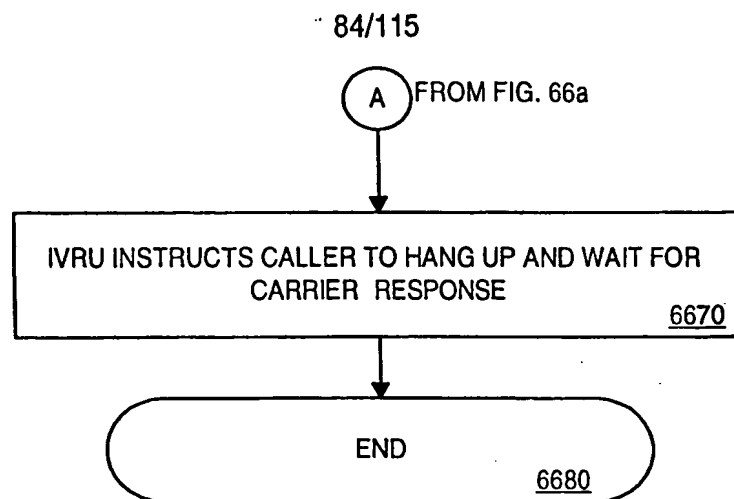 84/115
A FROM FIG. 66a
IVRU INSTRUCTS CALLER TO HANG UP AND WAIT FOR
CARRIER RESPONSE
6670
END
6680